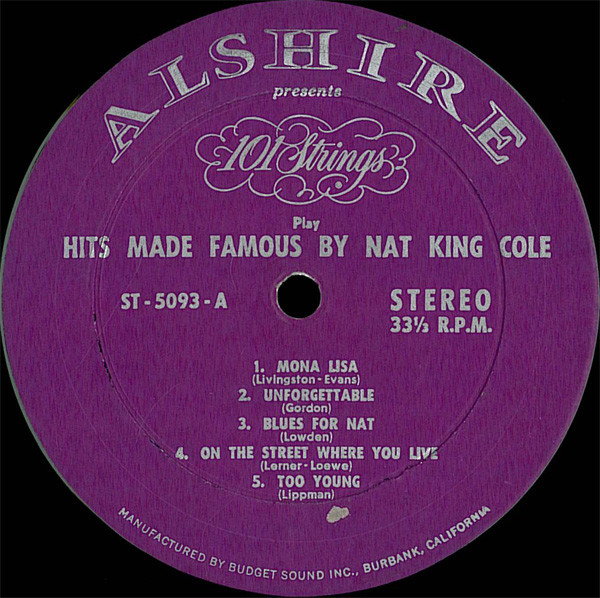 ALSHIRE
presents
101 Strings
Play
HITS MADE FAMOUS BY NAT KING COLE
ST-5093-A
STEREO
33⅓ R.P.M.
1. MONA LISA
(Livingston-Evans)
2. UNFORGETTABLE
(Gordon)
3. BLUES FOR NAT
(Lowden)
4. ON THE STREET WHERE YOU LIVE
(Lerner-Loewe)
5. TOO YOUNG
(Lippman)
MANUFACTURED BY BUDGET SOUND INC., BURBANK, CALIFORNIA